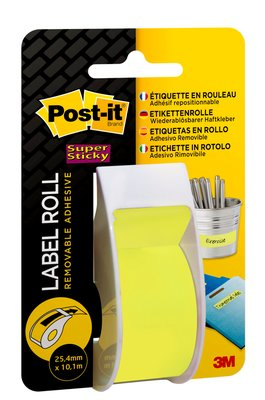 Post-it
Brand
Super
Sticky
LABEL ROLL
REMOVABLE ADHESIVE
ÉTIQUETTE EN ROULEAU
Adhésif repositionnable
ETIKETTENROLLE
Wiederablösbarer Haftkleber
ETIQUETAS EN ROLLO
Adhesivo Removible
ETICHETTE IN ROTOLO
Adesivo Rimovibile
25,4mm
x 10,1m
3M